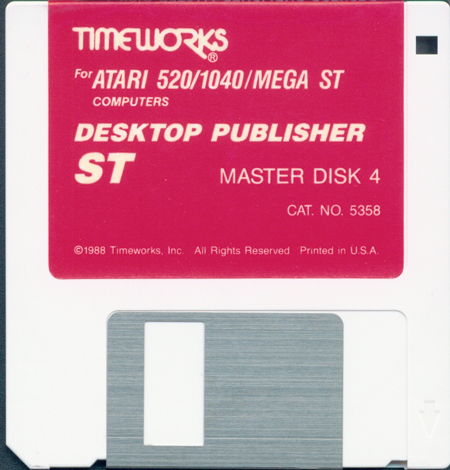 TIMEWORKS
®
For ATARI 520/1040/MEGA ST
COMPUTERS
DESKTOP PUBLISHER
ST MASTER DISK 4
CAT. NO. 5358
©1988 Timeworks, Inc. All Rights Reserved Printed in U.S.A.